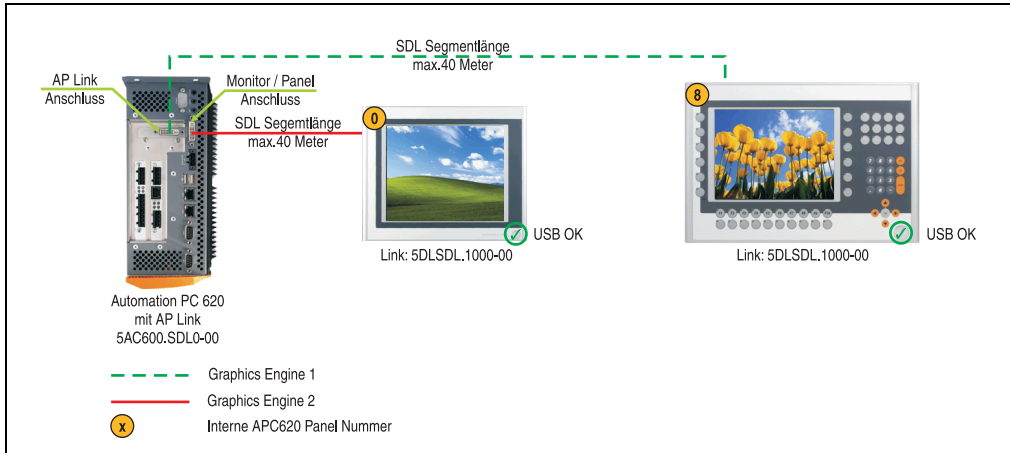 SDL Segmentlänge
max.40 Meter
AP Link
Anschluss
Monitor / Panel
Anschluss
SDL Segemtlänge
max.40 Meter
0
8
USB OK
USB OK
Link: 5DLSDL.1000-00
Link: 5DLSDL.1000-00
Automation PC 620
mit AP Link
5AC600.SDL0-00
Graphics Engine 1
Graphics Engine 2
x
Interne APC620 Panel Nummer